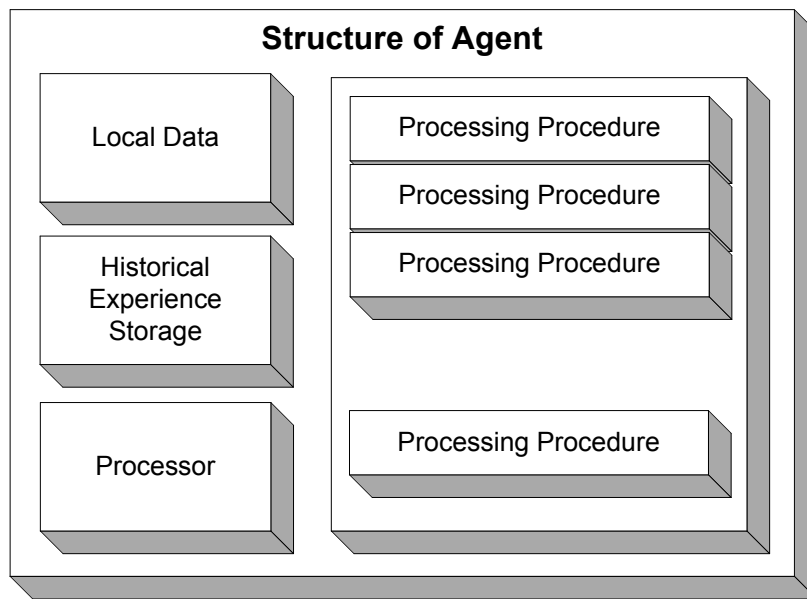 Structure of Agent
Local Data
Historical
Experience
Storage
Processor
Processing Procedure
Processing Procedure
Processing Procedure
Processing Procedure